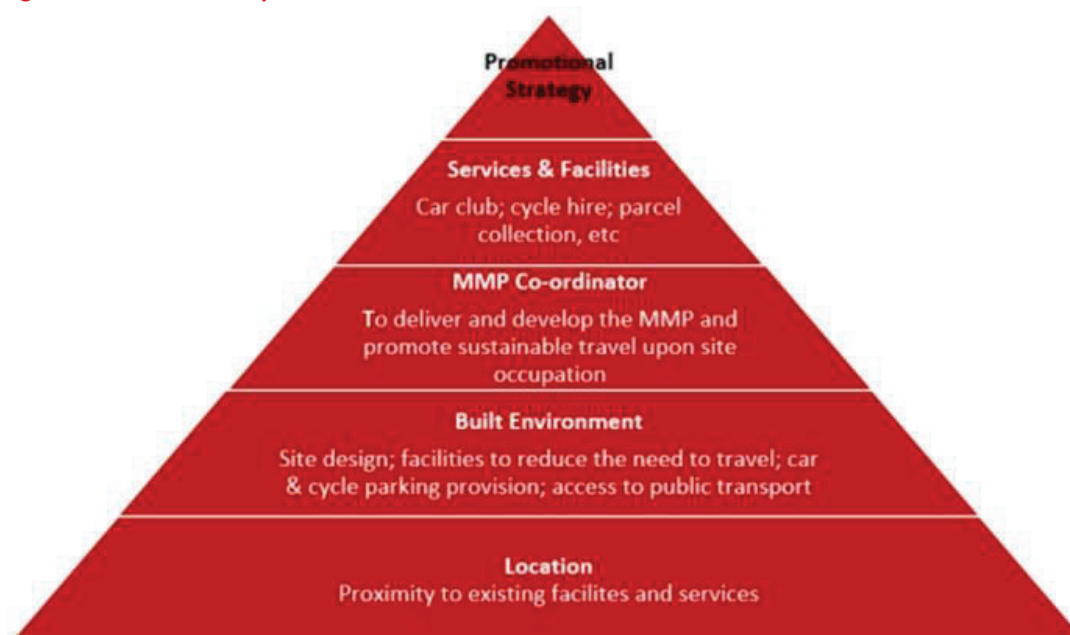 Promotional
Strategy
Services & Facilities
Car club; cycle hire; parcel
collection, etc
MMP Co-ordinator
To deliver and develop the MMP and
promote sustainable travel upon site
occupation
Built Environment
Site design; facilities to reduce the need to travel; car
& cycle parking provision; access to public transport
Location
Proximity to existing facilites and services